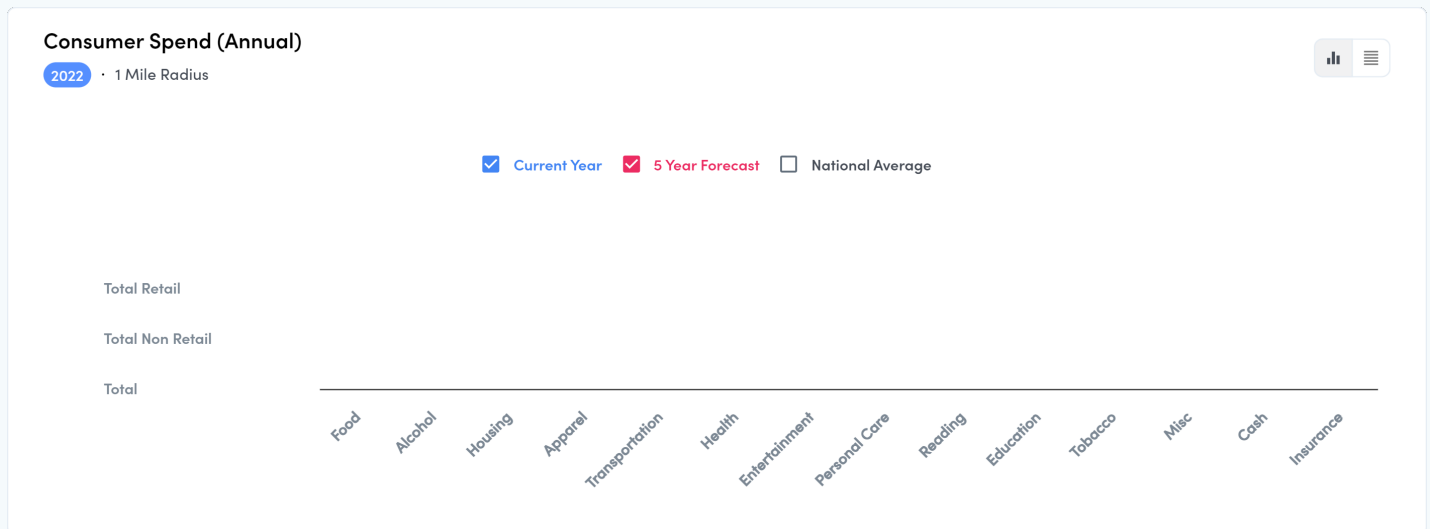 Consumer Spend (Annual)
2022 · 1 Mile Radius
Current Year 5 Year Forecast National Average
Total Retail
Total Non Retail
Total
Food Alcohol Housing Apparel Transportation Health Entertainment Personal Care Reading Education Tobacco Misc Cash Insurance